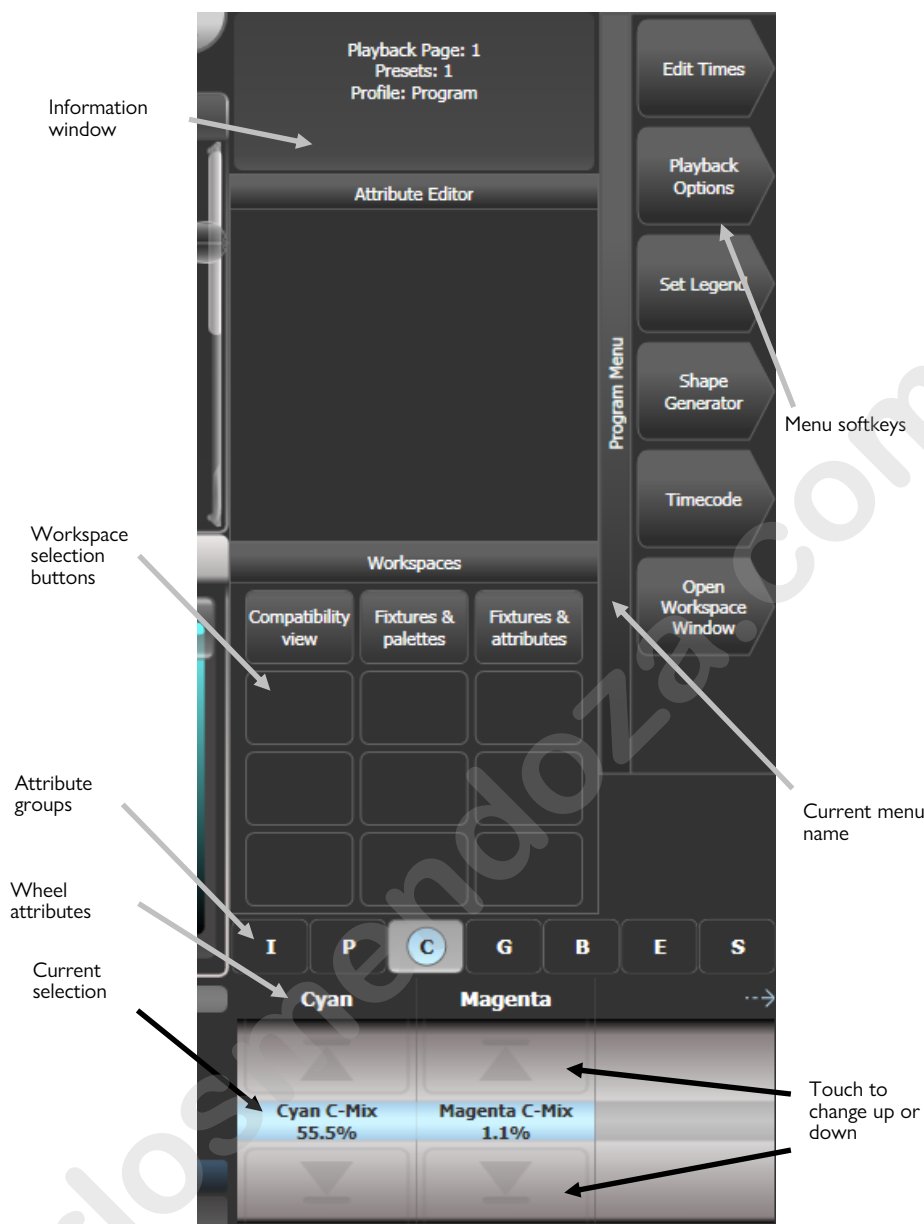 Playback Page: 1
Presets: 1
Profile: Program
Edit Times
Information
window
Playback
Options
Attribute Editor
Set Legend
Program Menu
Shape
Generator
Menu softkeys
Timecode
Workspace
selection
buttons
Workspaces
Open
Workspace
Window
Compatibility
view
Fixtures &
palettes
Fixtures &
attributes
Attribute
groups
Current menu
name
Wheel
attributes
I P C G B E S
Current
selection
Cyan Magenta
Touch to
change up or
down
Cyan C-Mix
55.5%
Magenta C-Mix
1.1%
losmendoza.com